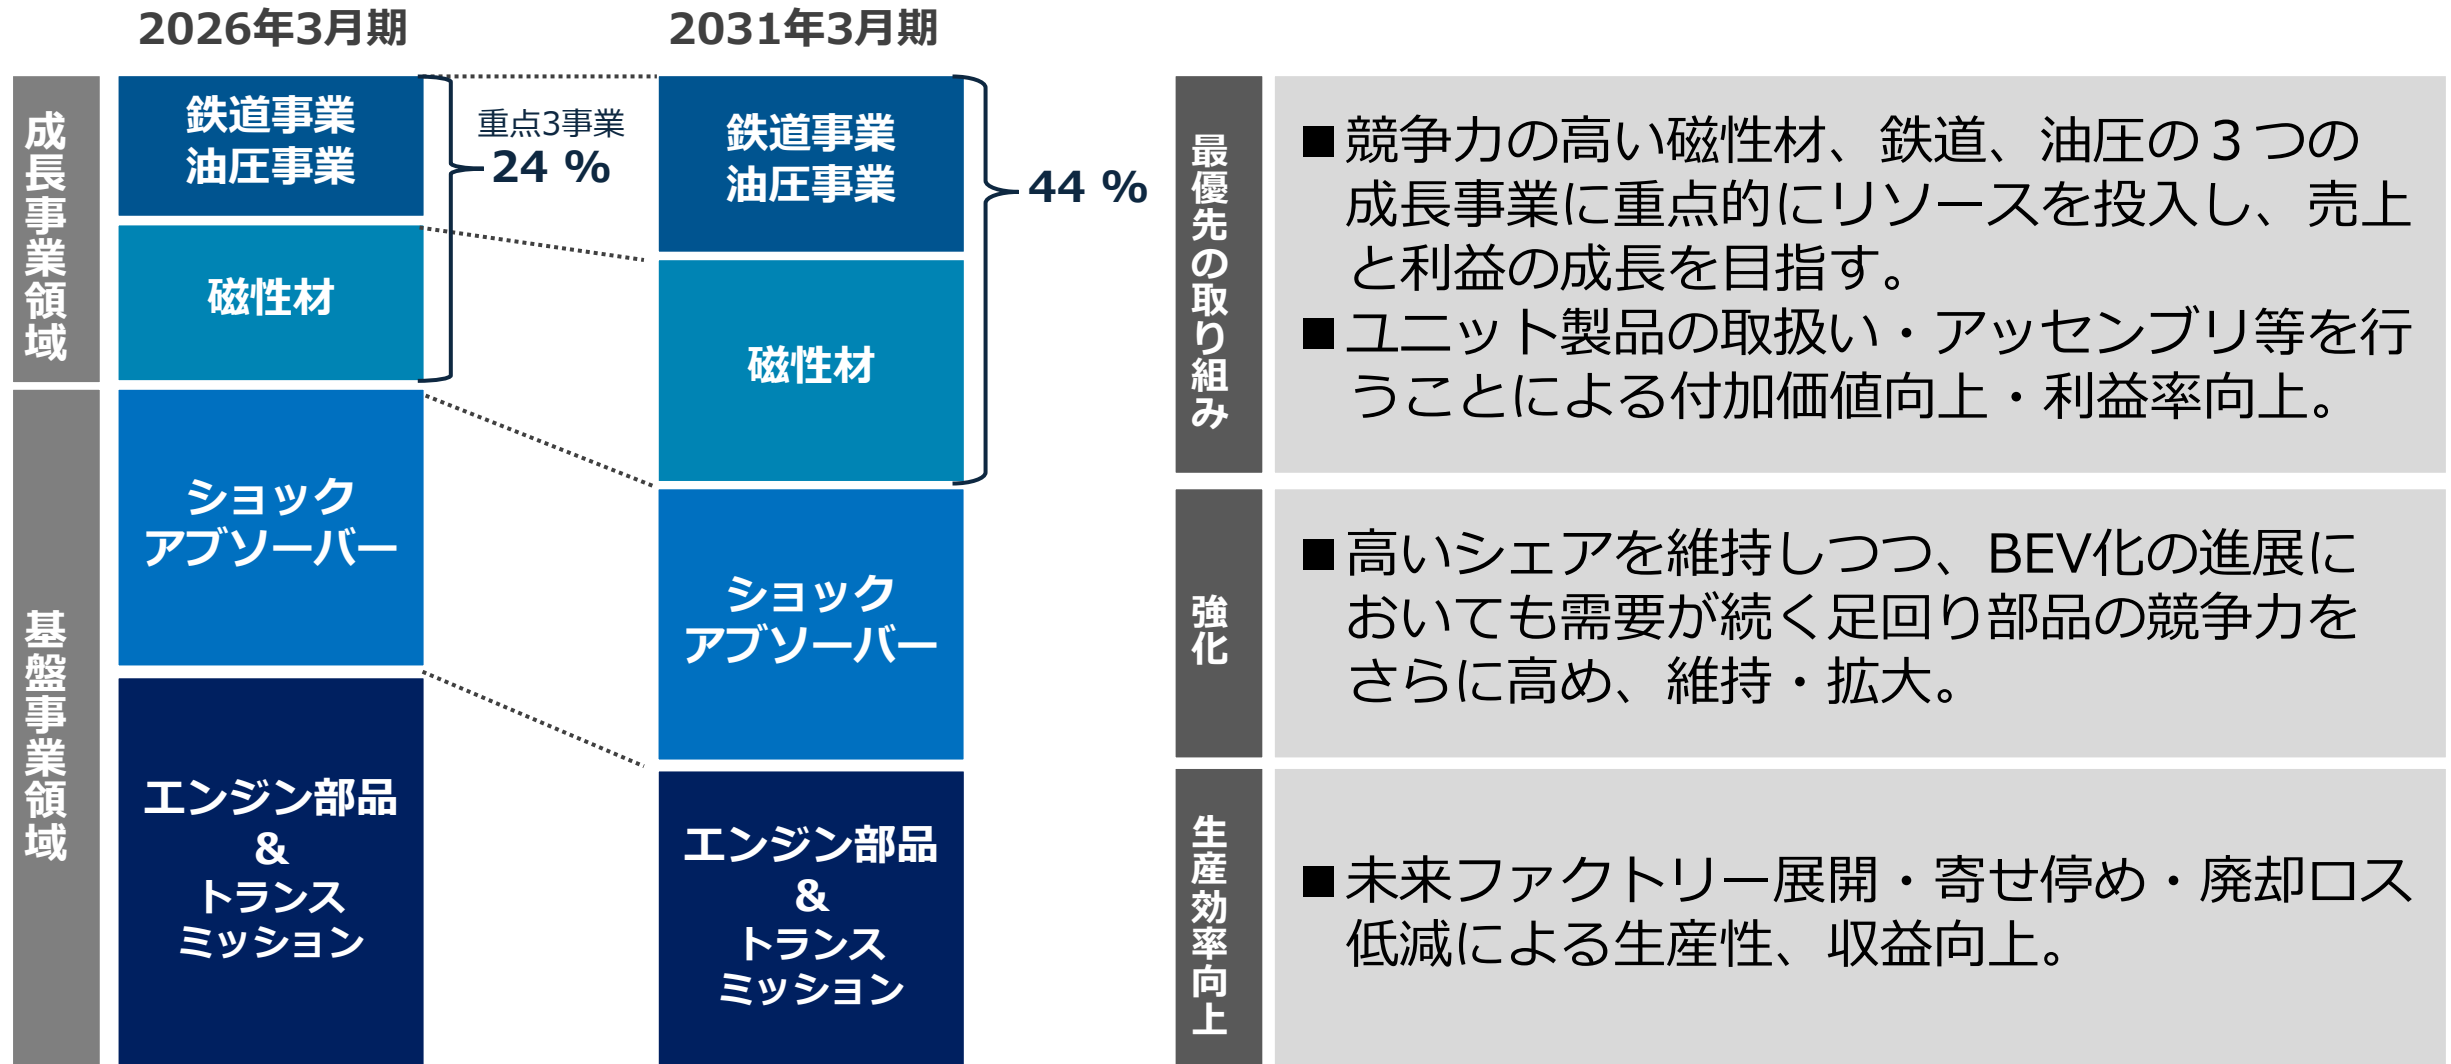 2026年3月期
2031年3月期
成長事業領域
鉄道事業
油圧事業
磁性材
重点3事業
24 %
鉄道事業
油圧事業
磁性材
44 %
基盤事業領域
ショック
アブソーバー
エンジン部品
&
トランス
ミッション
ショック
アブソーバー
エンジン部品
&
トランス
ミッション
最優先の取り組み
■競争力の高い磁性材、鉄道、油圧の３つの
成長事業に重点的にリソースを投入し、売上
と利益の成長を目指す。
■ユニット製品の取扱い・アッセンブリ等を行
うことによる付加価値向上・利益率向上。
強化
■高いシェアを維持しつつ、BEV化の進展に
おいても需要が続く足回り部品の競争力を
さらに高め、維持・拡大。
生産効率向上
■未来ファクトリー展開・寄せ停め・廃却ロス
低減による生産性、収益向上。